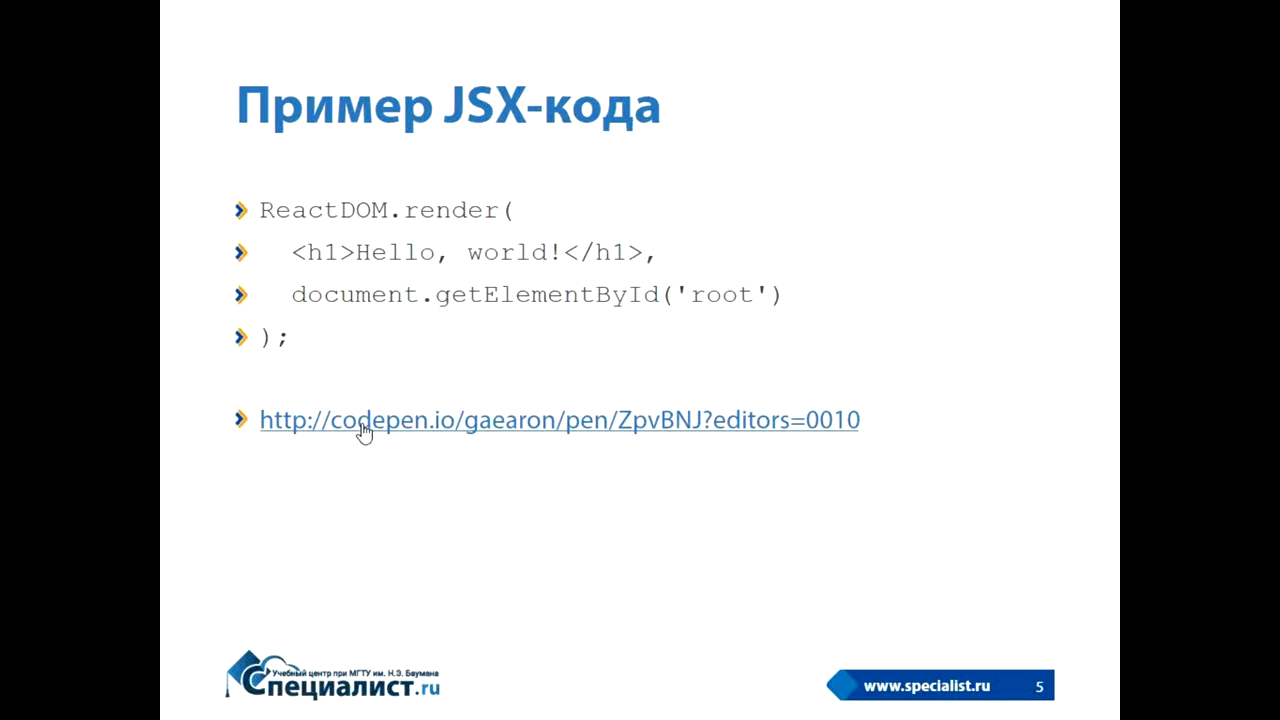 Пример JSX-кода
ReactDOM.render(
<h1>Hello, world!</h1>,
document.getElementById('root')
);
http://codepen.io/gaearon/pen/ZpvBNJ?editors=0010
Учебный центр при МГТУ им. Н.Э. Баумана
Специалист.ru
www.specialist.ru 5